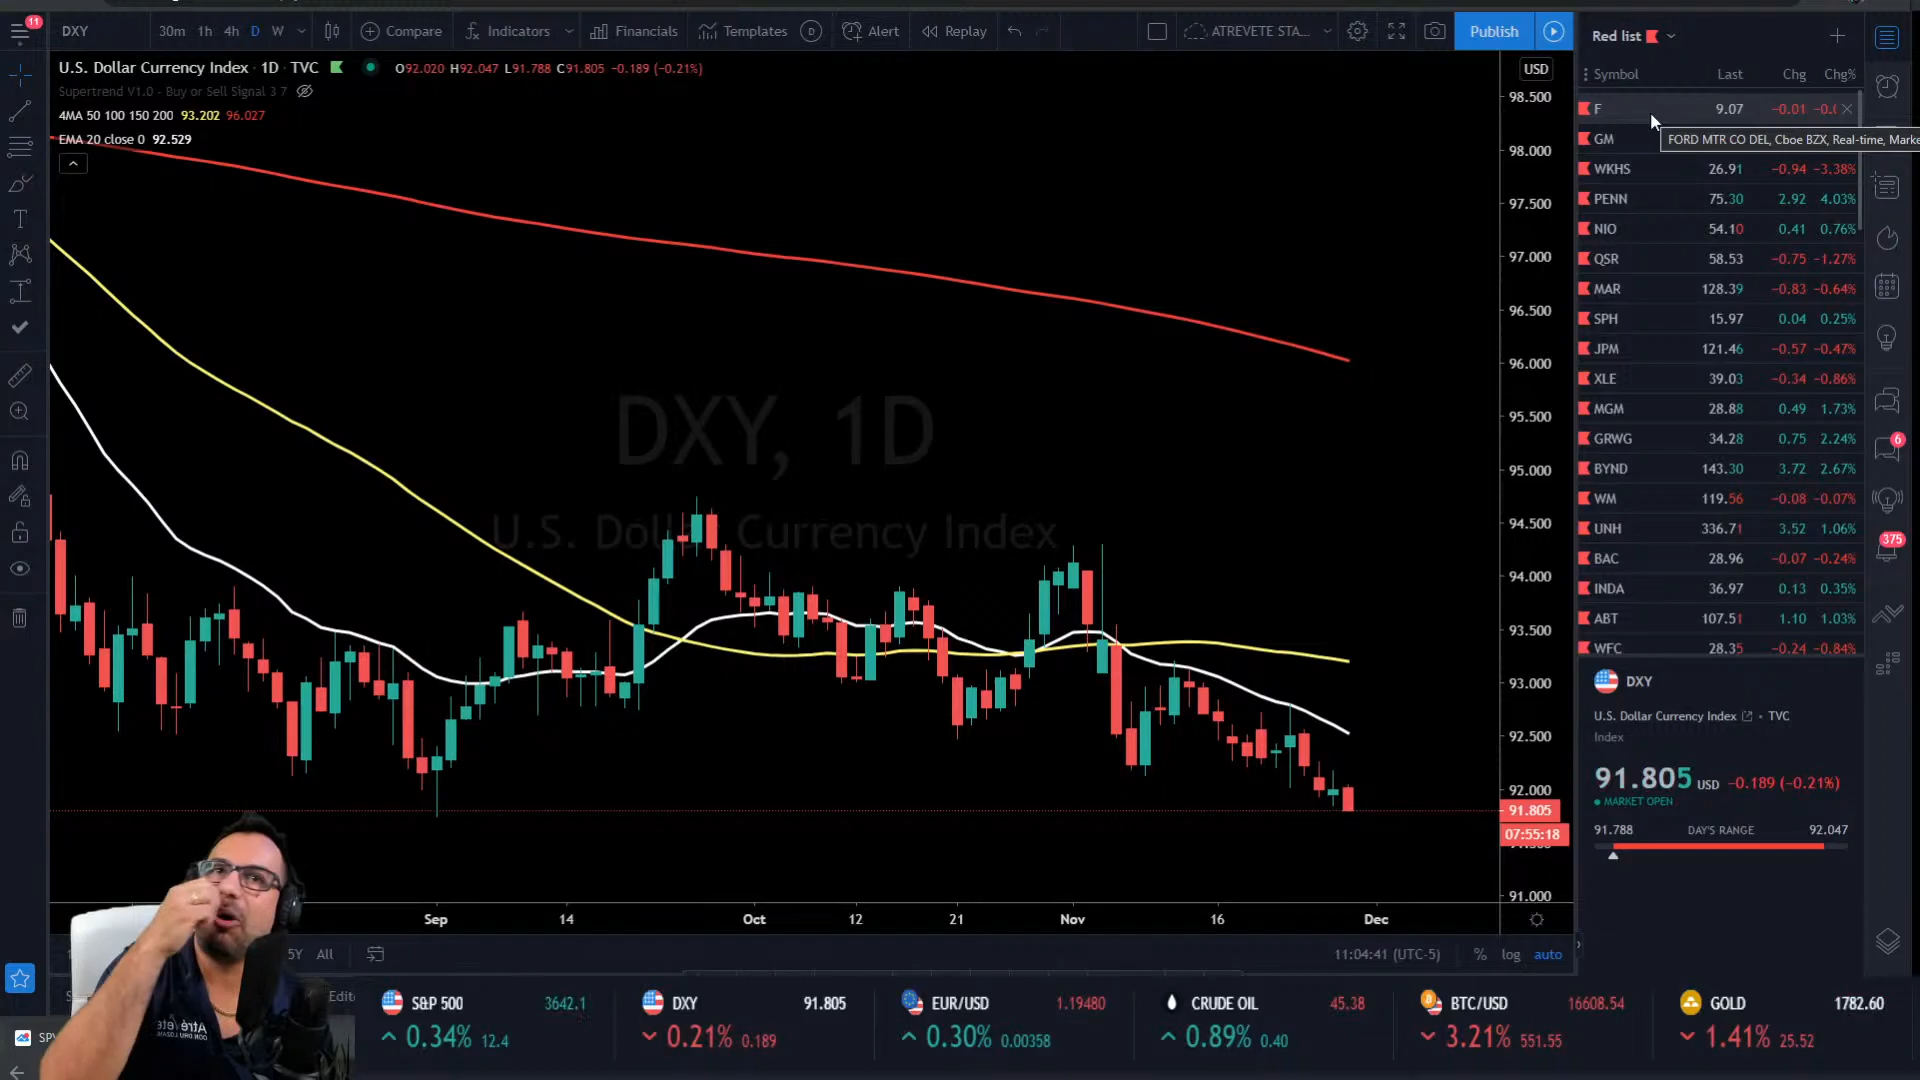 11
DXY
30m 1h 4h D W
Compare
Indicators
Financials
Templates
Alert
Replay
ATREVETE STA...
Publish
U.S. Dollar Currency Index · 1D · TVC
O92.020 H92.047 L91.788 C91.805 -0.189 (-0.21%)
Supertrend V1.0 - Buy or Sell Signal 3 7
4MA 50 100 150 200 93.202 96.027
EMA 20 close 0 92.529
DXY, 1D
U.S. Dollar Currency Index
USD
98.500
98.000
97.500
97.000
96.500
96.000
95.500
95.000
94.500
94.000
93.500
93.000
92.500
92.000
91.805
07:55:18
91.000
Sep 14 Oct 12 21 Nov 16 Dec
5Y All
11:04:41 (UTC-5) % log auto
Red list
Symbol Last Chg Chg%
F 9.07 -0.01
GM
FORD MTR CO DEL, Cboe BZX, Real-time, Marke
WKHS 26.91 -0.94 -3.38%
PENN 75.30 2.92 4.03%
NIO 54.10 0.41 0.76%
QSR 58.53 -0.75 -1.27%
MAR 128.39 -0.83 -0.64%
SPH 15.97 0.04 0.25%
JPM 121.46 -0.57 -0.47%
XLE 39.03 -0.34 -0.86%
MGM 28.88 0.49 1.73%
GRWG 34.28 0.75 2.24%
BYND 143.30 3.72 2.67%
WM 119.56 -0.08 -0.07%
UNH 336.71 3.52 1.06%
BAC 28.96 -0.07 -0.24%
INDA 36.97 0.13 0.35%
ABT 107.51 1.10 1.03%
WFC 28.35 -0.24 -0.84%
6
375
DXY
U.S. Dollar Currency Index · TVC
Index
91.805 USD -0.189 (-0.21%)
MARKET OPEN
91.788 DAY'S RANGE 92.047
Edit
S&P 500 3642.1
0.34% 12.4
DXY 91.805
0.21% 0.189
EUR/USD 1.19480
0.30% 0.00358
CRUDE OIL 45.38
0.89% 0.40
BTC/USD 16608.54
3.21% 551.55
GOLD 1782.60
1.41% 25.52
Atrévete